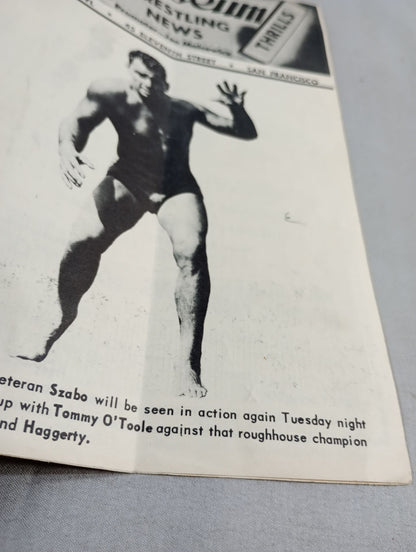 WRESTLING
NEWS
THRILLS
ELEVENTH STREET • SAN FRANCISCO
eteran Szabo will be seen in action again Tuesday night
up with Tommy O'Toole against that roughhouse champion
nd Haggerty.